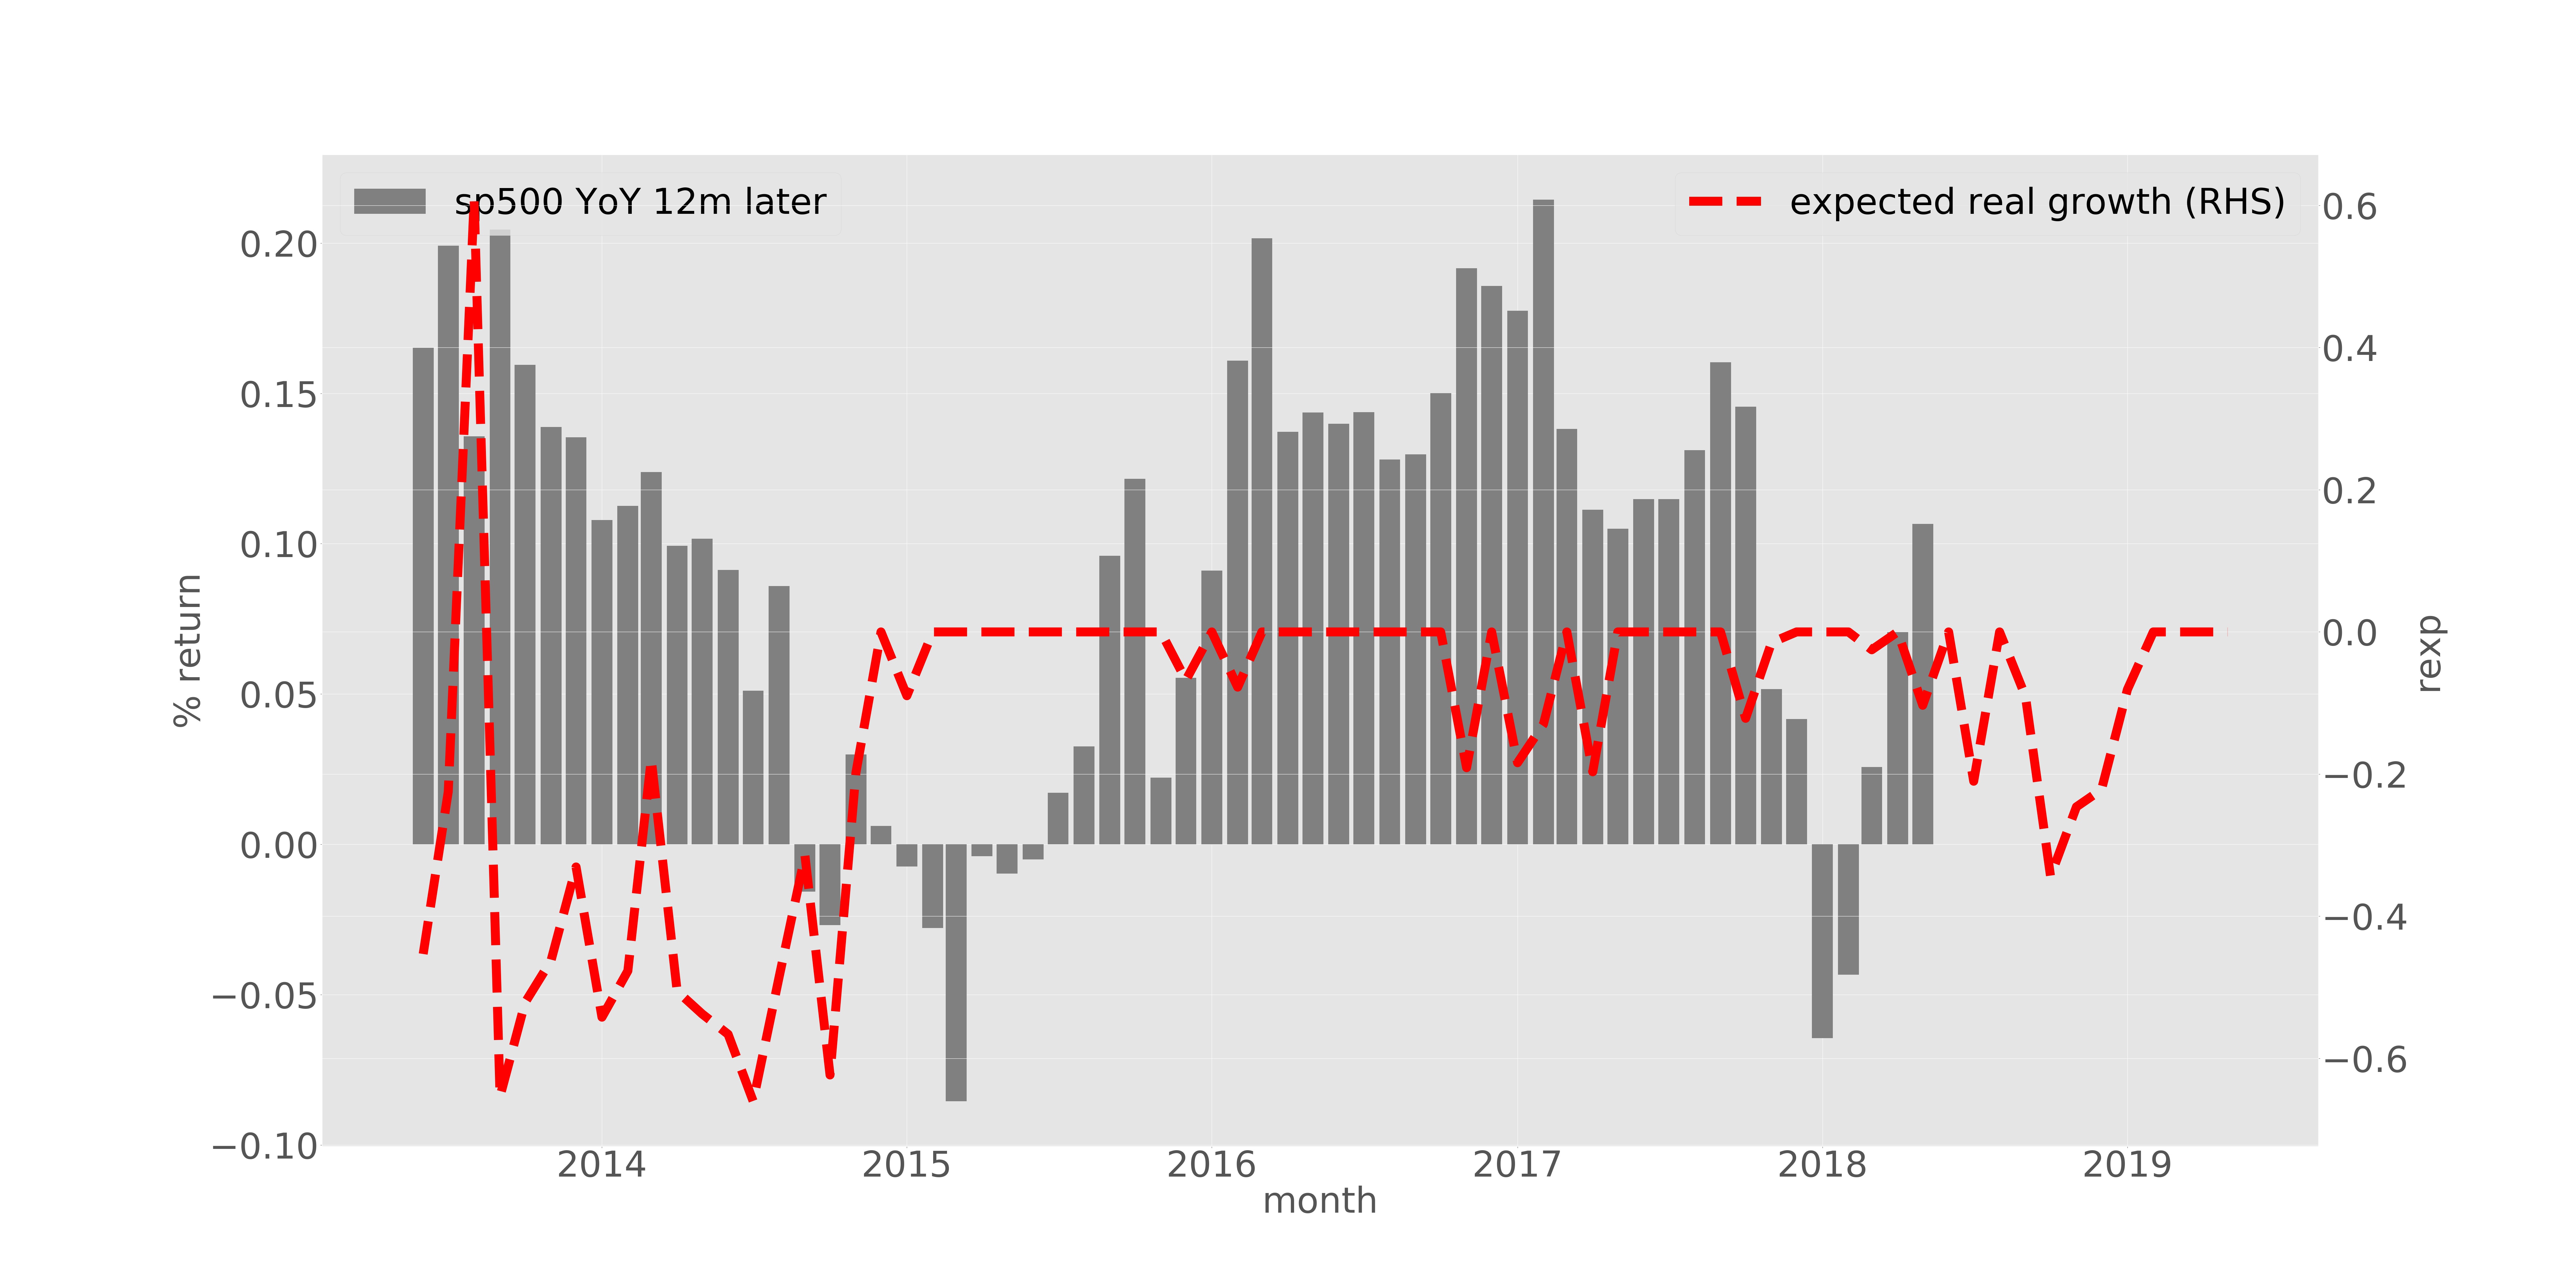 sp500 YoY 12m later
expected real growth (RHS)
0.20
0.15
0.10
0.05
0.00
−0.05
−0.10
% return
0.6
0.4
0.2
0.0
−0.2
−0.4
−0.6
rexp
2014 2015 2016 2017 2018 2019
month